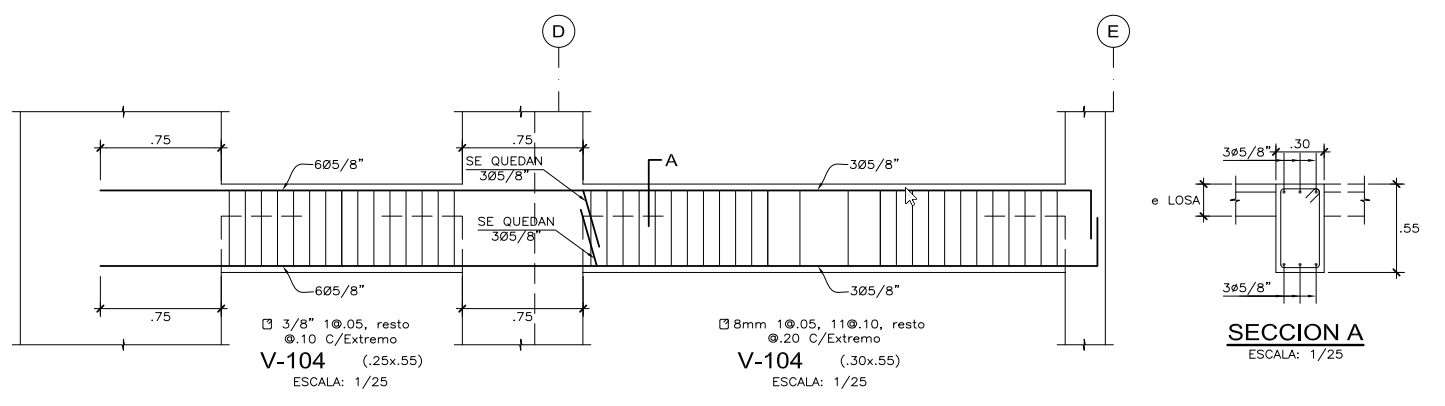 D
E
.75
.75
6Ø5/8"
SE QUEDAN
3Ø5/8"
A
3Ø5/8"
SE QUEDAN
3Ø5/8"
6Ø5/8"
3Ø5/8"
.75
.75
3/8" 1@.05, resto
@.10 C/Extremo
V-104 (.25x.55)
ESCALA: 1/25
8mm 1@.05, 11@.10, resto
@.20 C/Extremo
V-104 (.30x.55)
ESCALA: 1/25
.30
3ø5/8"
e LOSA
.55
3ø5/8"
SECCION A
ESCALA: 1/25